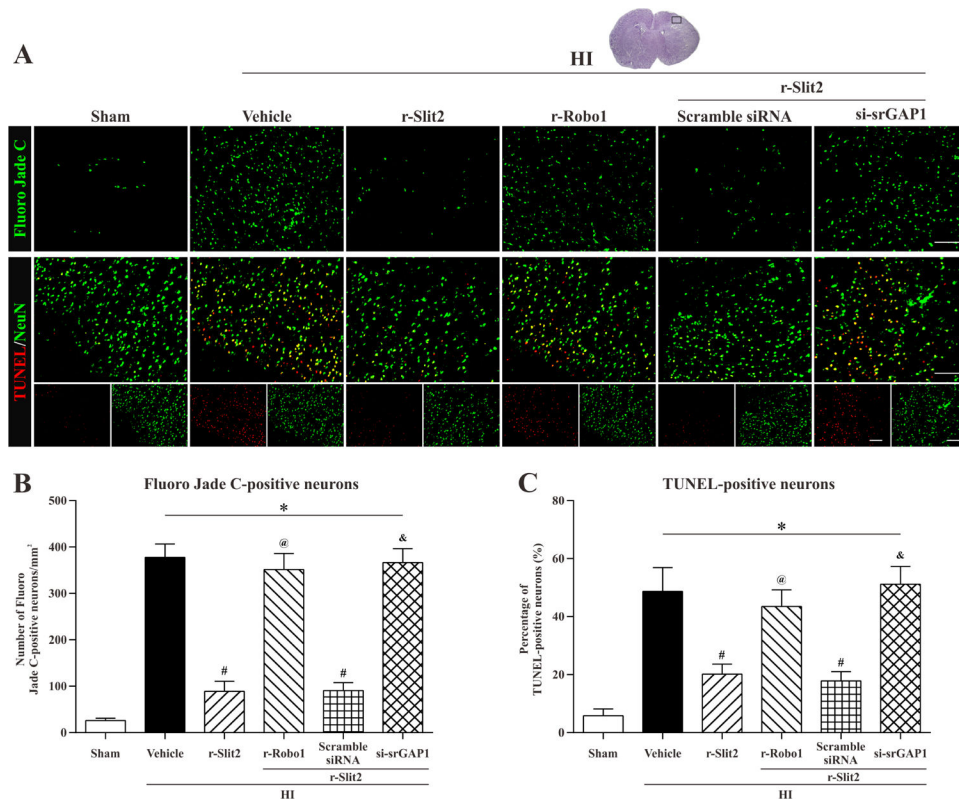 A
HI
r-Slit2
Sham Vehicle r-Slit2 r-Robo1 Scramble siRNA si-srGAP1
Fluoro Jade C
TUNEL/NeuN
B
Fluoro Jade C-positive neurons
Number of Fluoro
Jade C-positive neurons/mm²
500
400
300
200
100
0
*
#
@
#
&
Sham Vehicle r-Slit2 r-Robo1 Scramble si-srGAP1
siRNA
r-Slit2
HI
C
TUNEL-positive neurons
Percentage of
TUNEL-positive neurons (%)
80
60
40
20
0
*
#
@
#
&
Sham Vehicle r-Slit2 r-Robo1 Scramble si-srGAP1
siRNA
r-Slit2
HI